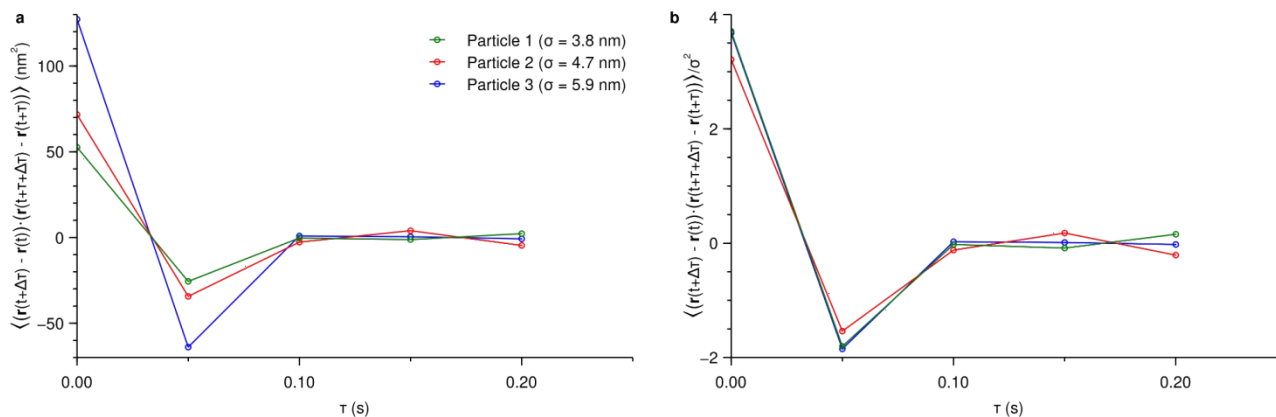 a
⟨(r(t+Δτ) - r(t))·(r(t+τ+Δτ) - r(t+τ))⟩ (nm²)
100
50
0
−50
0.00
0.10
0.20
τ (s)
Particle 1 (σ = 3.8 nm)
Particle 2 (σ = 4.7 nm)
Particle 3 (σ = 5.9 nm)
b
⟨(r(t+Δτ) - r(t))·(r(t+τ+Δτ) - r(t+τ))⟩/σ²
4
2
0
−2
0.00
0.10
0.20
τ (s)